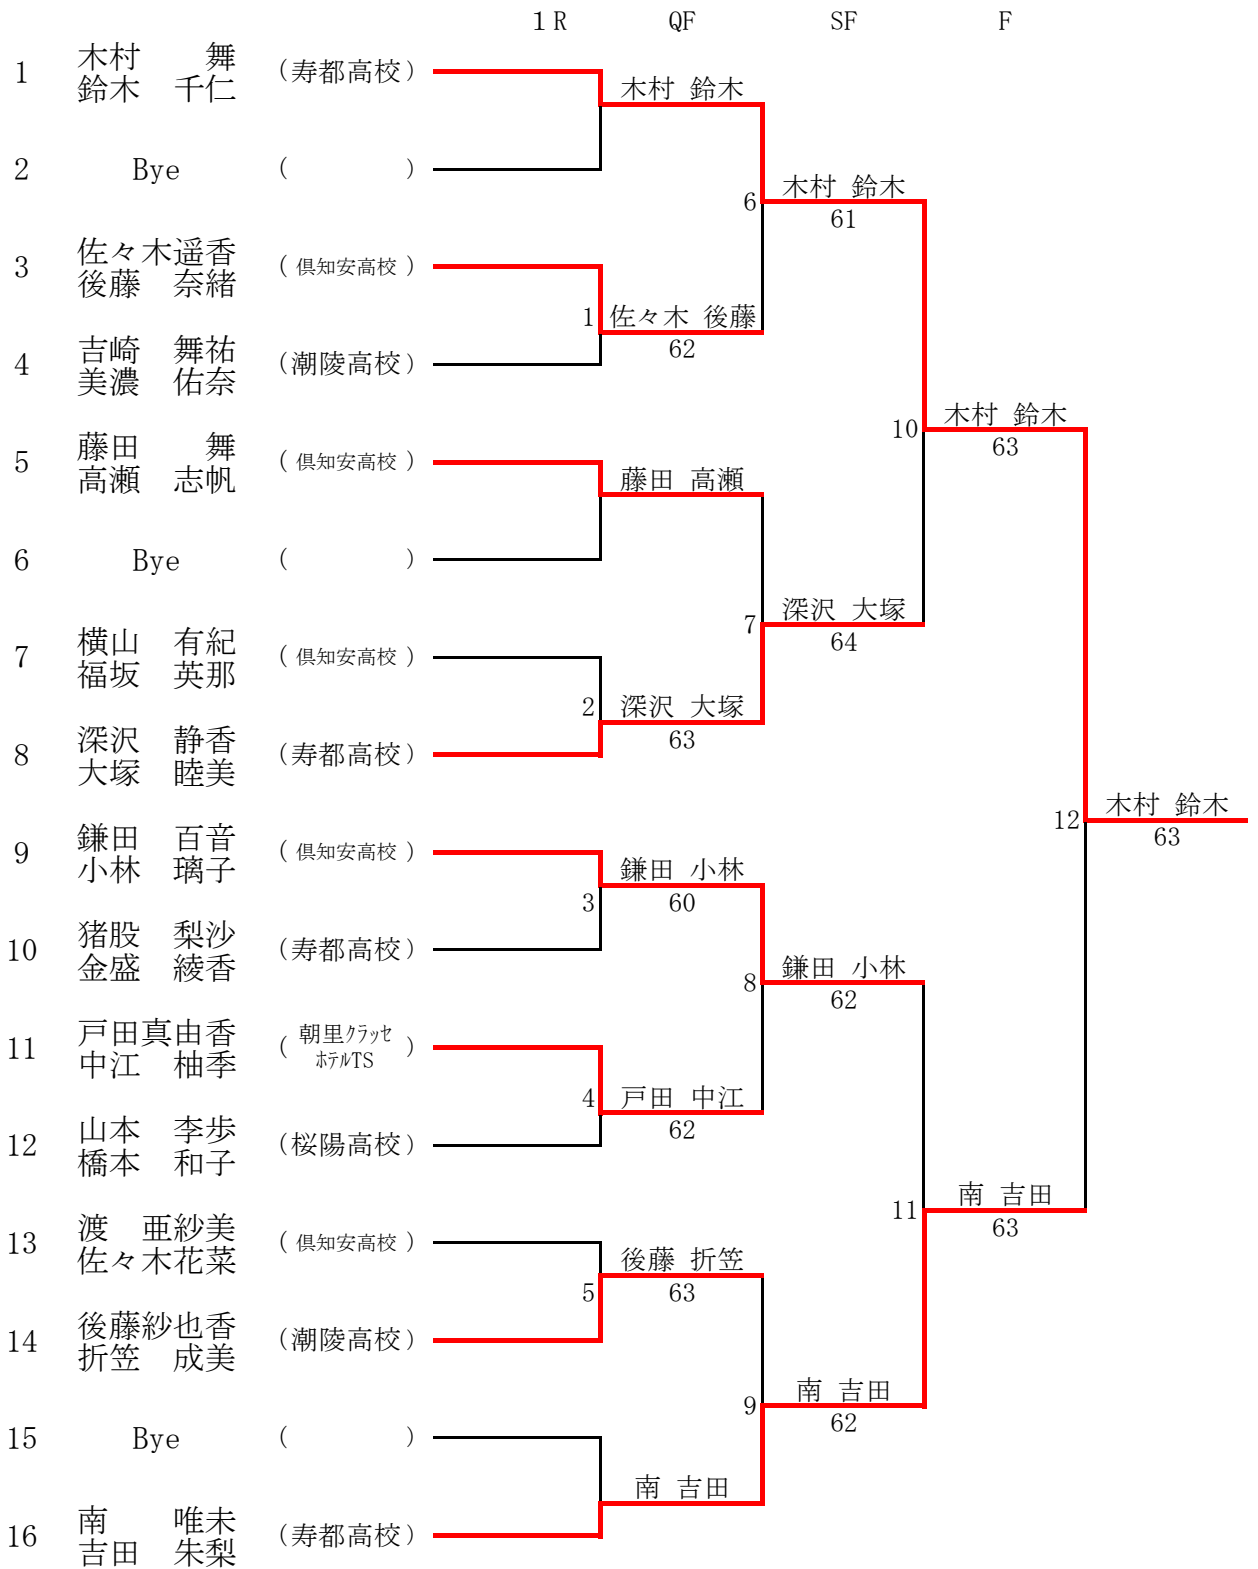 １R QF SF F
1 木村　　舞 (寿都高校)
鈴木　千仁
木村 鈴木
2 Bye (　　　　)
6 木村 鈴木
61
3 佐々木遥香 (倶知安高校)
後藤　奈緒
1 佐々木 後藤
62
4 吉崎　舞祐 (潮陵高校)
美濃　佑奈
10 木村 鈴木
63
5 藤田　　舞 (倶知安高校)
高瀬　志帆
藤田 高瀬
6 Bye (　　　　)
7 深沢 大塚
64
7 横山　有紀 (倶知安高校)
福坂　英那
2 深沢 大塚
63
8 深沢　静香 (寿都高校)
大塚　睦美
12 木村 鈴木
63
9 鎌田　百音 (倶知安高校)
小林　璃子
3 鎌田 小林
60
10 猪股　梨沙 (寿都高校)
金盛　綾香
8 鎌田 小林
62
11 戸田真由香 (朝里クラッセ
ホテルTS)
中江　柚季
4 戸田 中江
62
12 山本　李歩 (桜陽高校)
橋本　和子
11 南 吉田
63
13 渡　亜紗美 (倶知安高校)
佐々木花菜
5 後藤 折笠
63
14 後藤紗也香 (潮陵高校)
折笠　成美
9 南 吉田
62
15 Bye (　　　　)
南 吉田
16 南　　唯未 (寿都高校)
吉田　朱梨